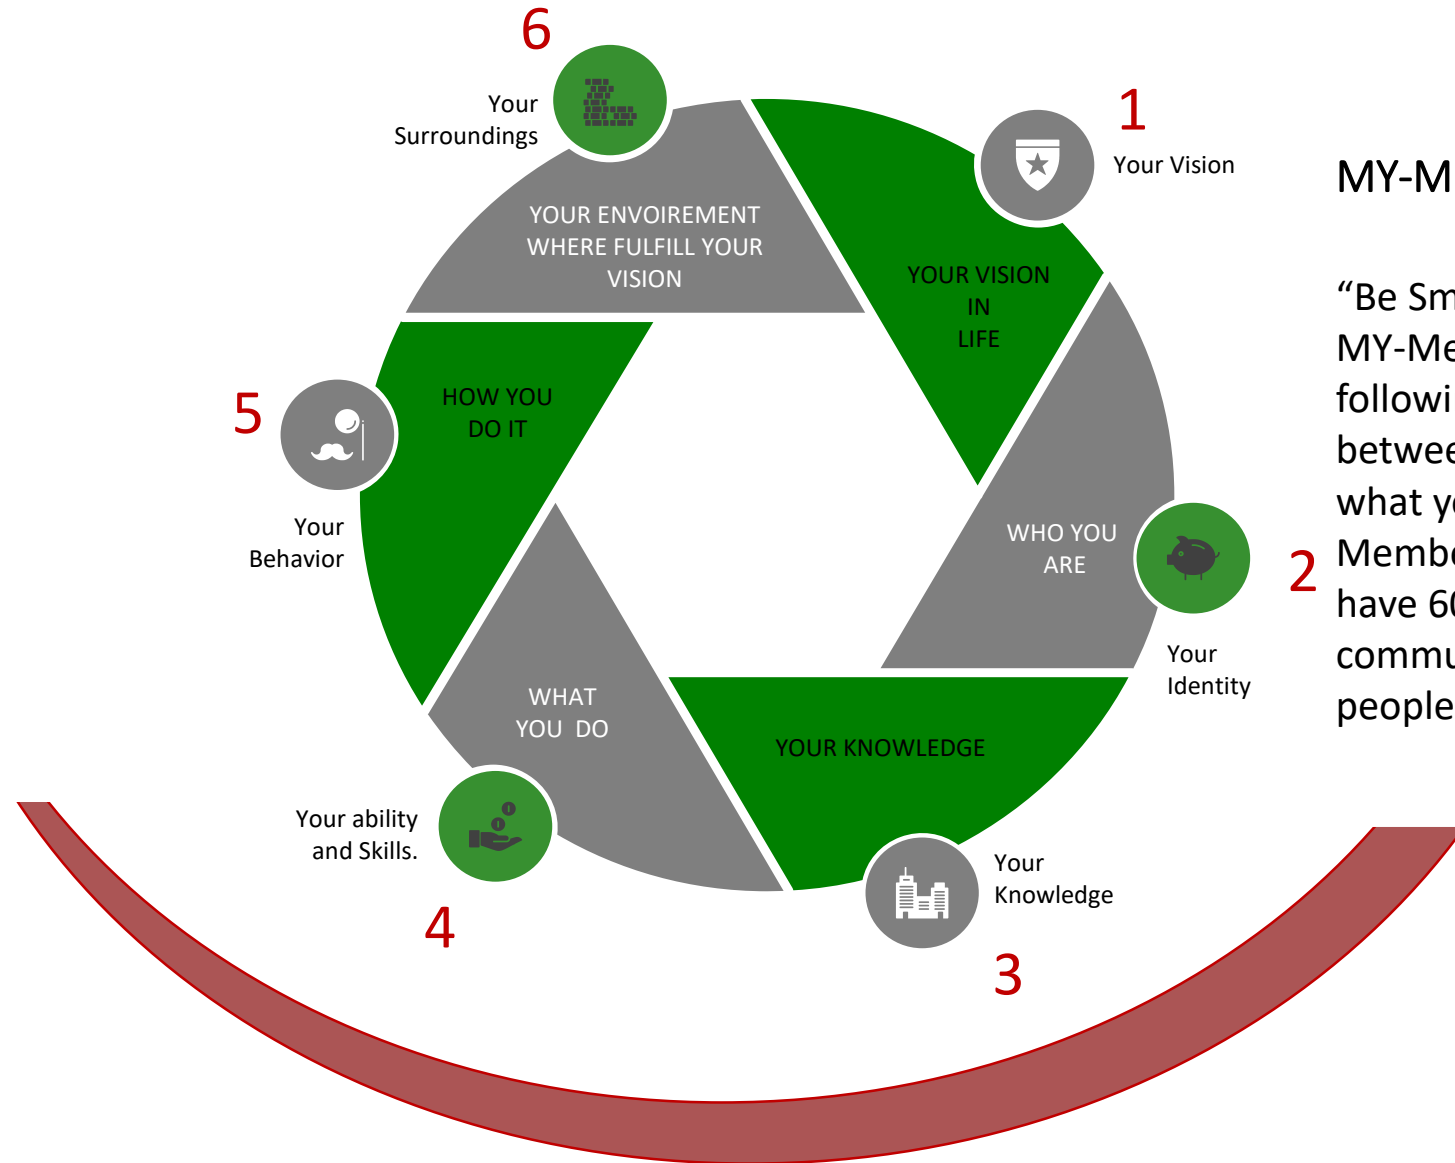 6
Your
Surroundings
YOUR ENVOIREMENT
WHERE FULFILL YOUR
VISION
1
Your Vision
YOUR VISION
IN
LIFE
WHO YOU
ARE
2
Your
Identity
YOUR KNOWLEDGE
Your
Knowledge
3
WHAT
YOU DO
Your ability
and Skills.
4
HOW YOU
DO IT
5
Your
Behavior
MY-M
“Be Sm
MY-Me
followi
betwee
what y
Membe
have 60
commu
people